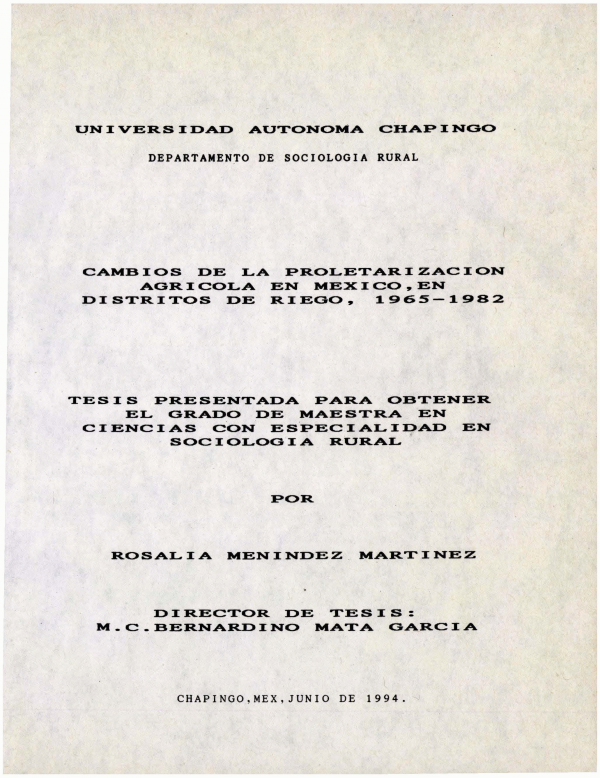 UNIVERSIDAD AUTONOMA CHAPINGO
DEPARTAMENTO DE SOCIOLOGIA RURAL
CAMBIOS DE LA PROLETARIZACION
AGRICOLA EN MEXICO,EN
DISTRITOS DE RIEGO, 1965-1982
TESIS PRESENTADA PARA OBTENER
EL GRADO DE MAESTRA EN
CIENCIAS CON ESPECIALIDAD EN
SOCIOLOGIA RURAL
POR
ROSALIA MENINDEZ MARTINEZ
DIRECTOR DE TESIS:
M.C.BERNARDINO MATA GARCIA
CHAPINGO,MEX,JUNIO DE 1994.